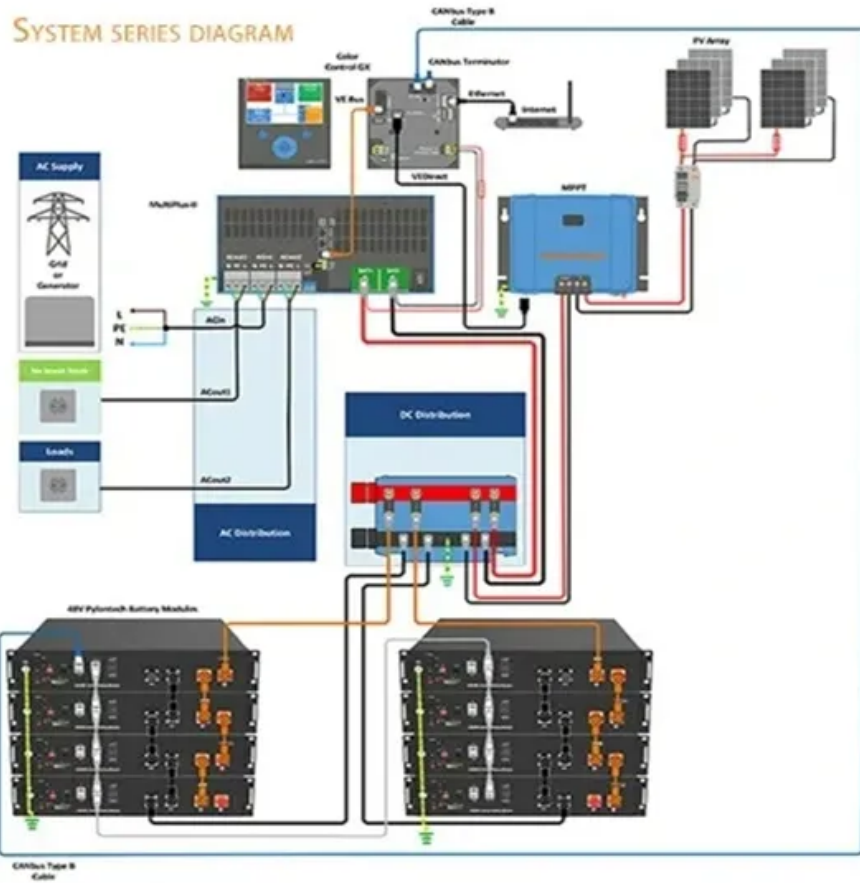 SYSTEM SERIES DIAGRAM
CANbus Type B
Cable
Color
Control GX
CANbus Terminator
PV Array
VE Bus
Ethernet
Internet
AC Supply
VEDirect
MPPT
MultiPlus-II
Grid
or
Generator
L
PE
N
ACin
ACout1
DC Distribution
Loads
ACout2
AC Distribution
48V Pylontech Battery Modules
CANbus Type B
Cable